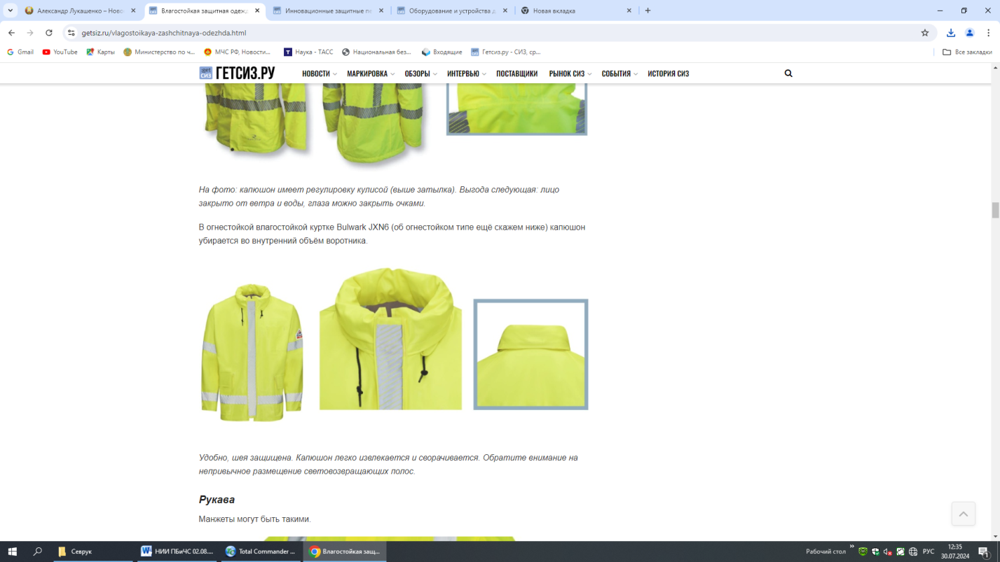 Александр Лукашенко – Ново
Влагостойкая защитная одежд
Инновационные защитные пе
Оборудование и устройства д
Новая вкладка
getsiz.ru/vlagostoikaya-zashchitnaya-odezhda.html
Gmail
YouTube
Карты
Министерство по ч...
МЧС РФ, Новости...
Наука - ТАСС
Национальная без...
Входящие
Гетсиз.ру - СИЗ, ср...
Все закладки
get СИЗ ГЕТСИЗ.РУ
НОВОСТИ МАРКИРОВКА ОБЗОРЫ ИНТЕРВЬЮ ПОСТАВЩИКИ РЫНОК СИЗ СОБЫТИЯ ИСТОРИЯ СИЗ
На фото: капюшон имеет регулировку кулисой (выше затылка). Выгода следующая: лицо
закрыто от ветра и воды, глаза можно закрыть очками.
В огнестойкой влагостойкой куртке Bulwark JXN6 (об огнестойком типе ещё скажем ниже) капюшон
убирается во внутренний объём воротника.
Удобно, шея защищена. Капюшон легко извлекается и сворачивается. Обратите внимание на
непривычное размещение световозвращающих полос.
Рукава
Манжеты могут быть такими.
Севрук
НИИ ПБиЧС 02.08....
Total Commander ...
Влагостойкая защ...
Рабочий стол
РУС
12:35
30.07.2024
1